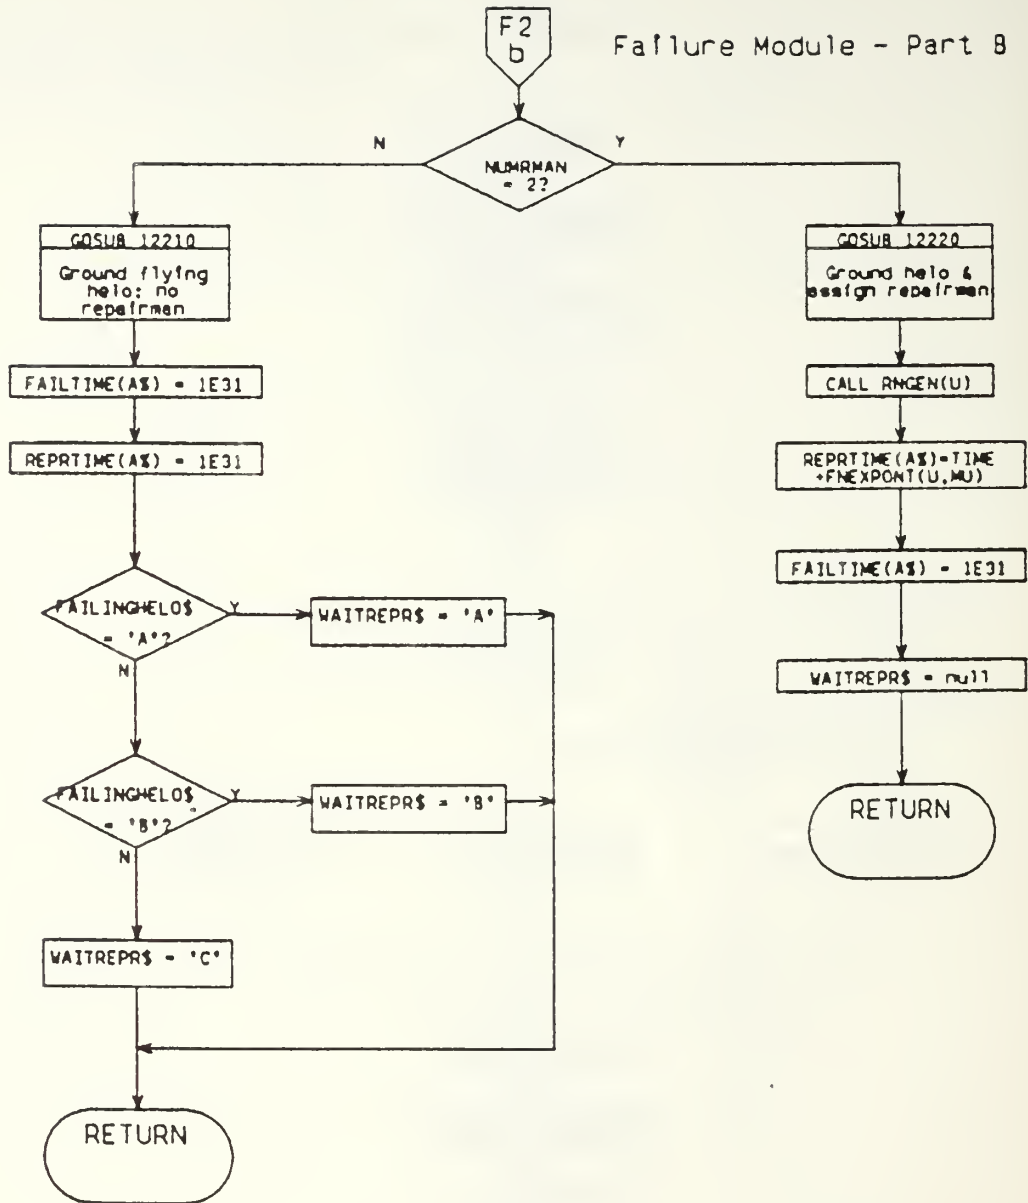 F2
b
Failure Module - Part B
N
Y
NUMRMAN
= 2?
GOSUB 12210
Ground flying
helo; no
repairman
FAILTIME(A%) = 1E31
REPRTIME(A%) = 1E31
FAILINGHELO$
= 'A'?
Y
N
WAITREPR$ = 'A'
FAILINGHELO$
= 'B'?
Y
N
WAITREPR$ = 'B'
WAITREPR$ = 'C'
RETURN
GOSUB 12220
Ground helo &
assign repairman
CALL RNGEN(U)
REPRTIME(A%)=TIME
+FNEXPONT(U,MU)
FAILTIME(A%) = 1E31
WAITREPR$ = null
RETURN